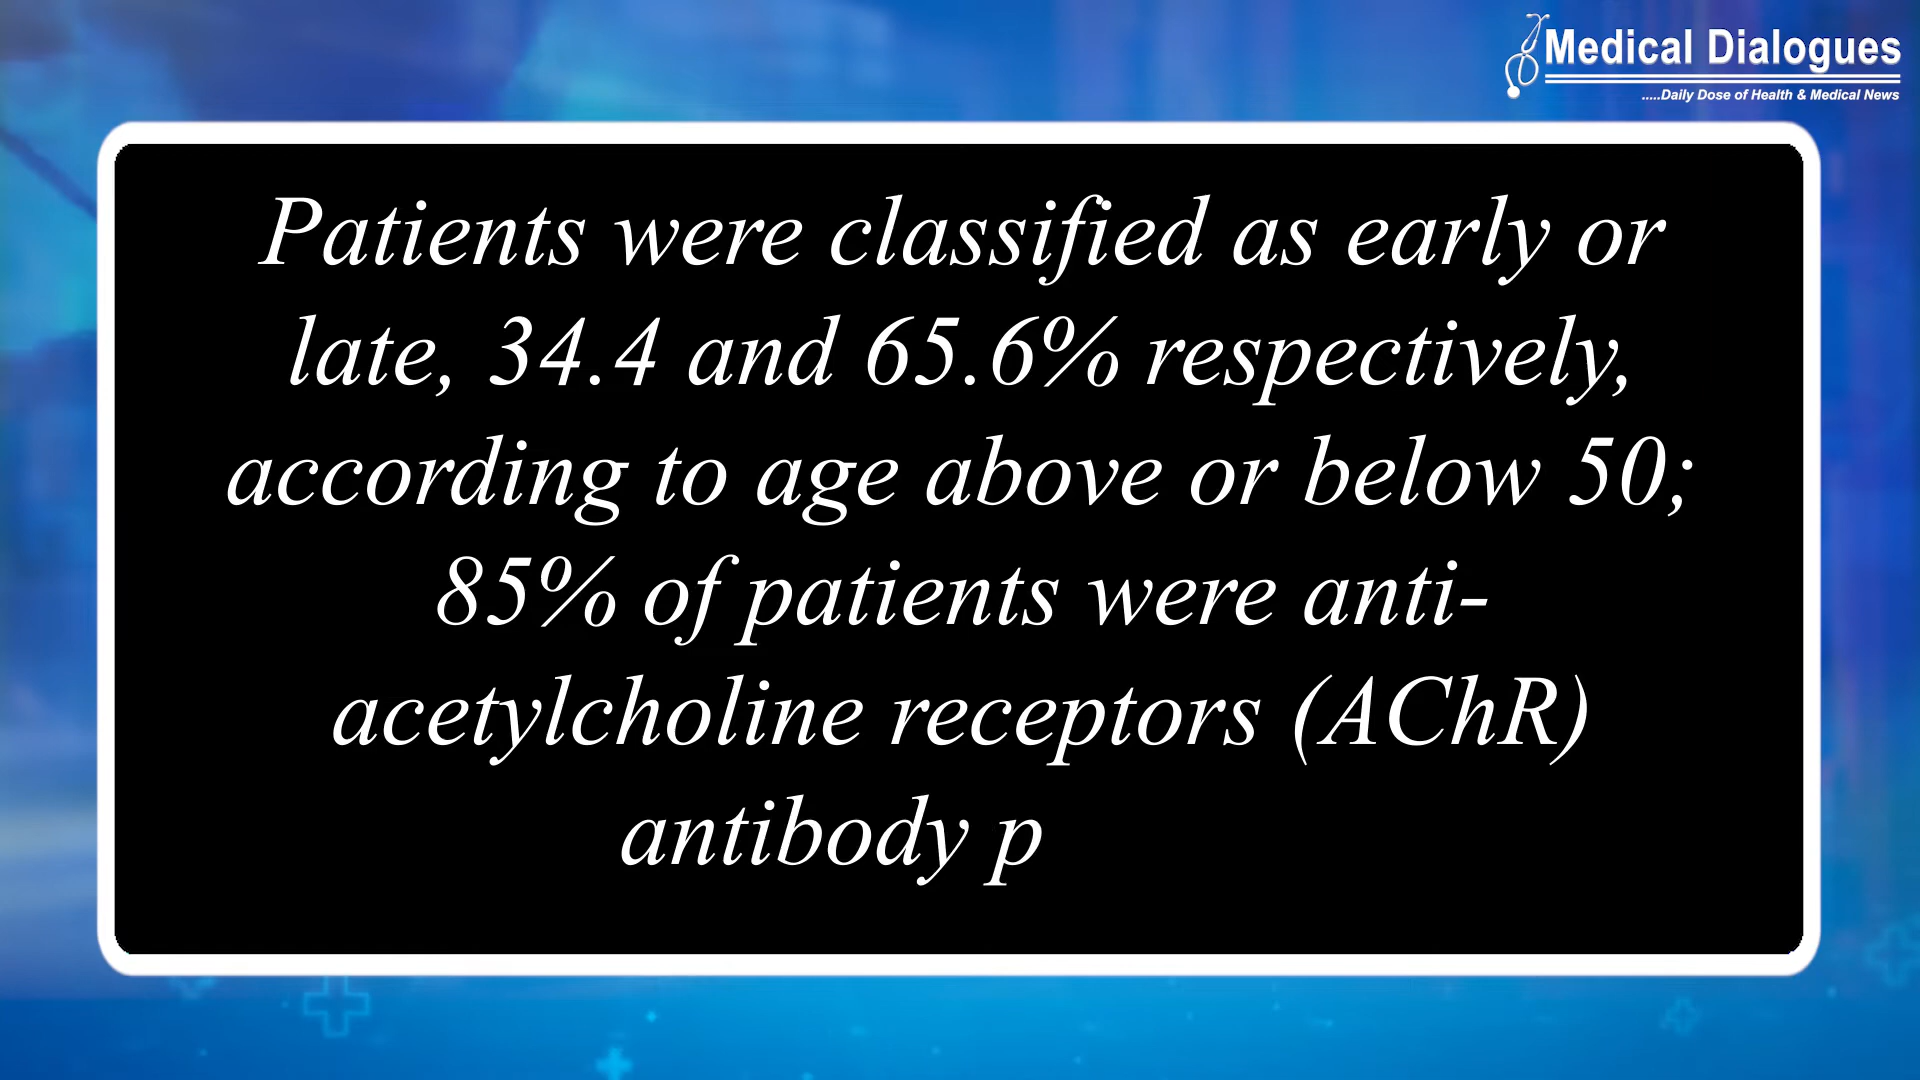 Medical Dialogues
.....Daily Dose of Health & Medical News
Patients were classified as early or
late, 34.4 and 65.6% respectively,
according to age above or below 50;
85% of patients were anti-
acetylcholine receptors (AChR)
antibody p